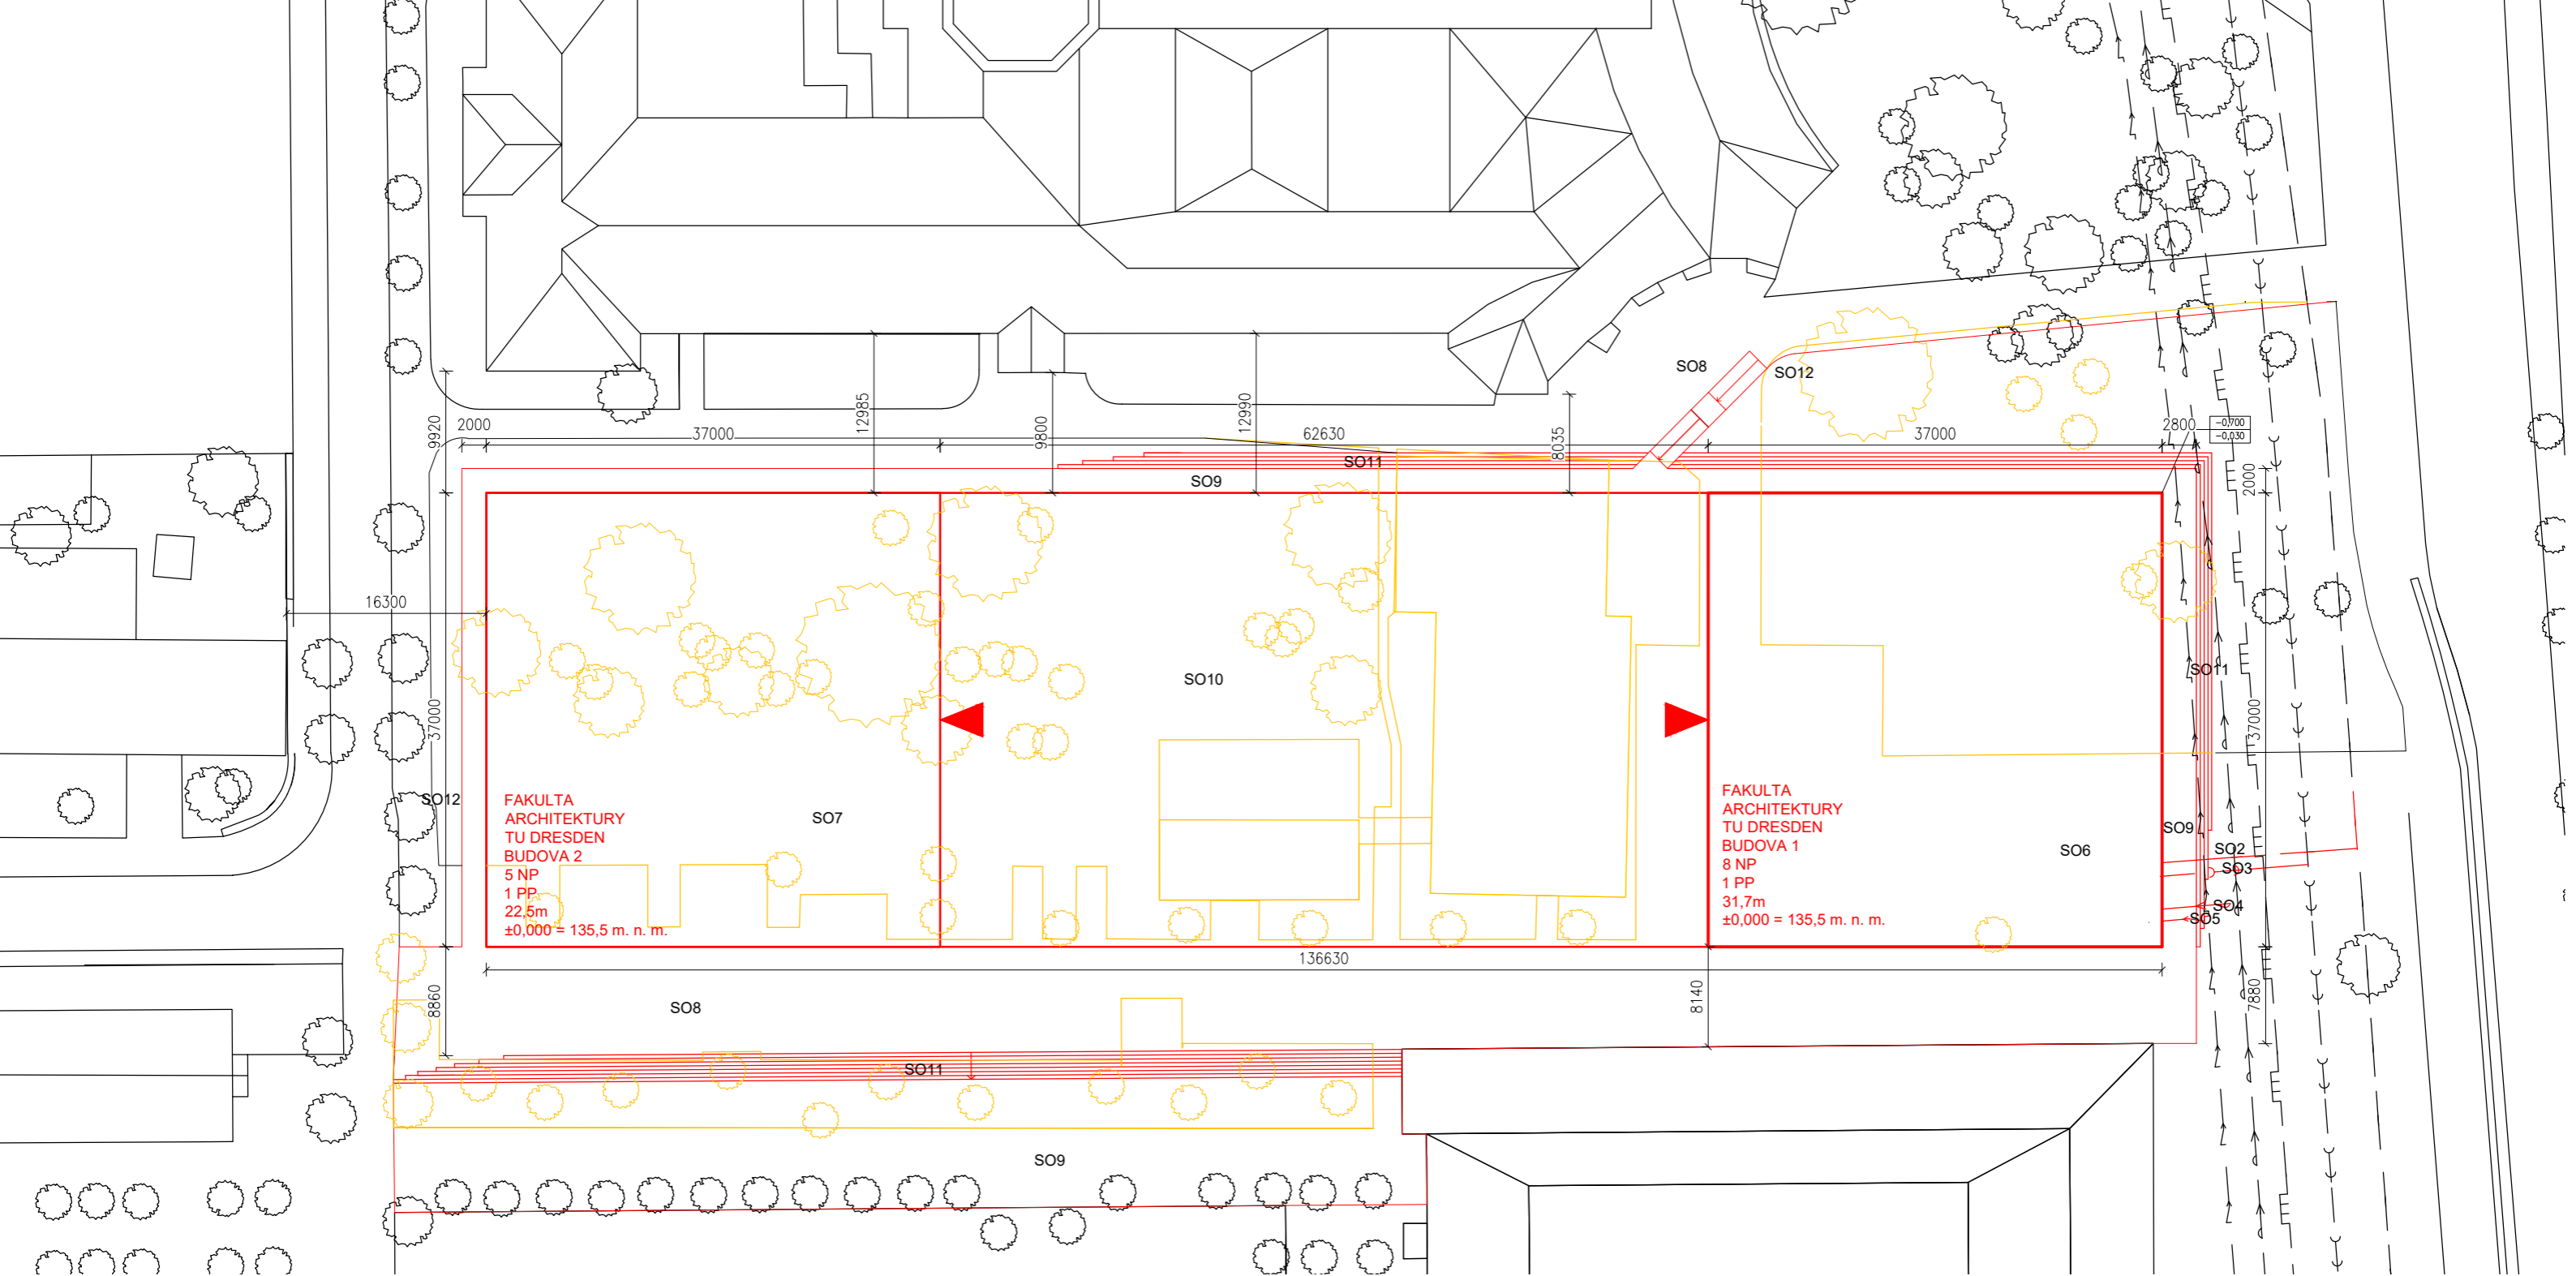 SO8
SO12
9920
2000
37000
12985
9800
12990
62630
8035
37000
2800
-0,700
-0,030
SO11
SO9
2000
16300
SO10
SO11
37000
37000
SO12
FAKULTA
ARCHITEKTURY
TU DRESDEN
BUDOVA 2
5 NP
1 PP
22,5m
±0,000 = 135,5 m. n. m.
SO7
FAKULTA
ARCHITEKTURY
TU DRESDEN
BUDOVA 1
8 NP
1 PP
31,7m
±0,000 = 135,5 m. n. m.
SO6
SO9
SO2
SO3
SO4
SO5
136630
8860
SO8
8140
7880
SO11
SO9